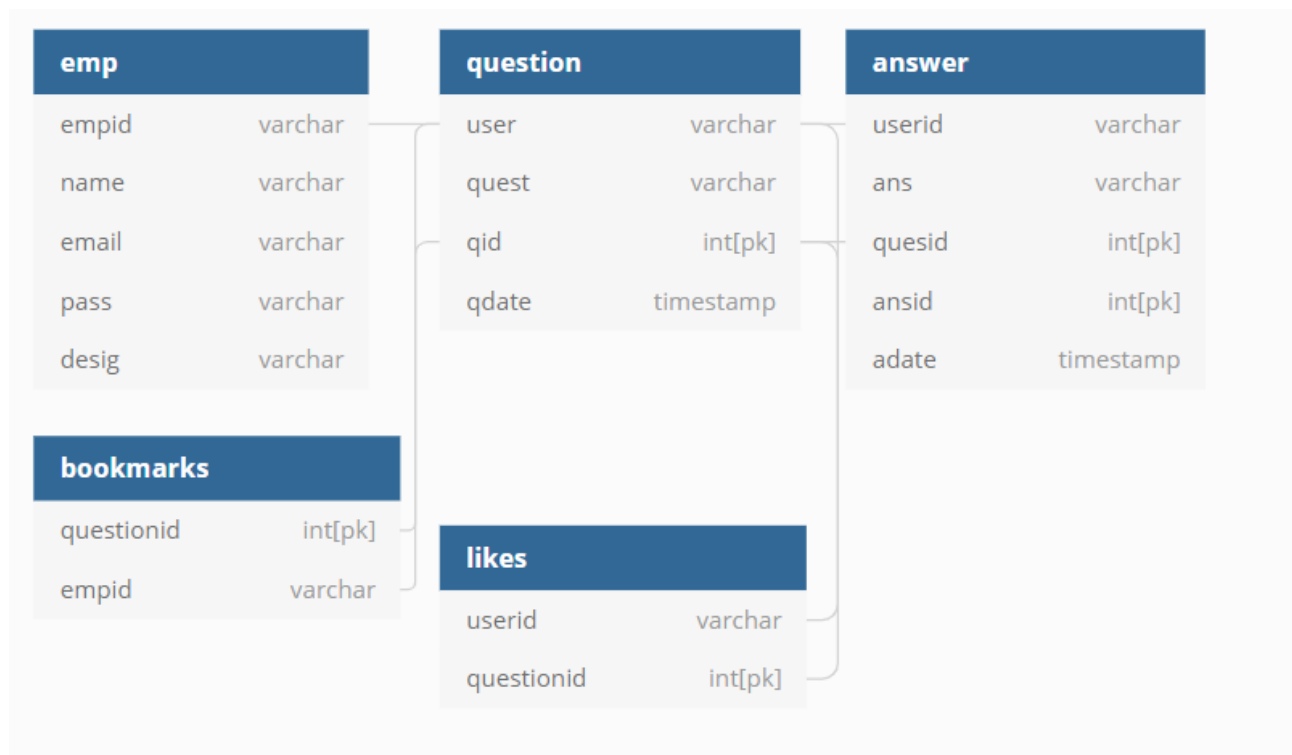 emp
empid varchar
name varchar
email varchar
pass varchar
desig varchar
question
user varchar
quest varchar
qid int[pk]
qdate timestamp
answer
userid varchar
ans varchar
quesid int[pk]
ansid int[pk]
adate timestamp
bookmarks
questionid int[pk]
empid varchar
likes
userid varchar
questionid int[pk]